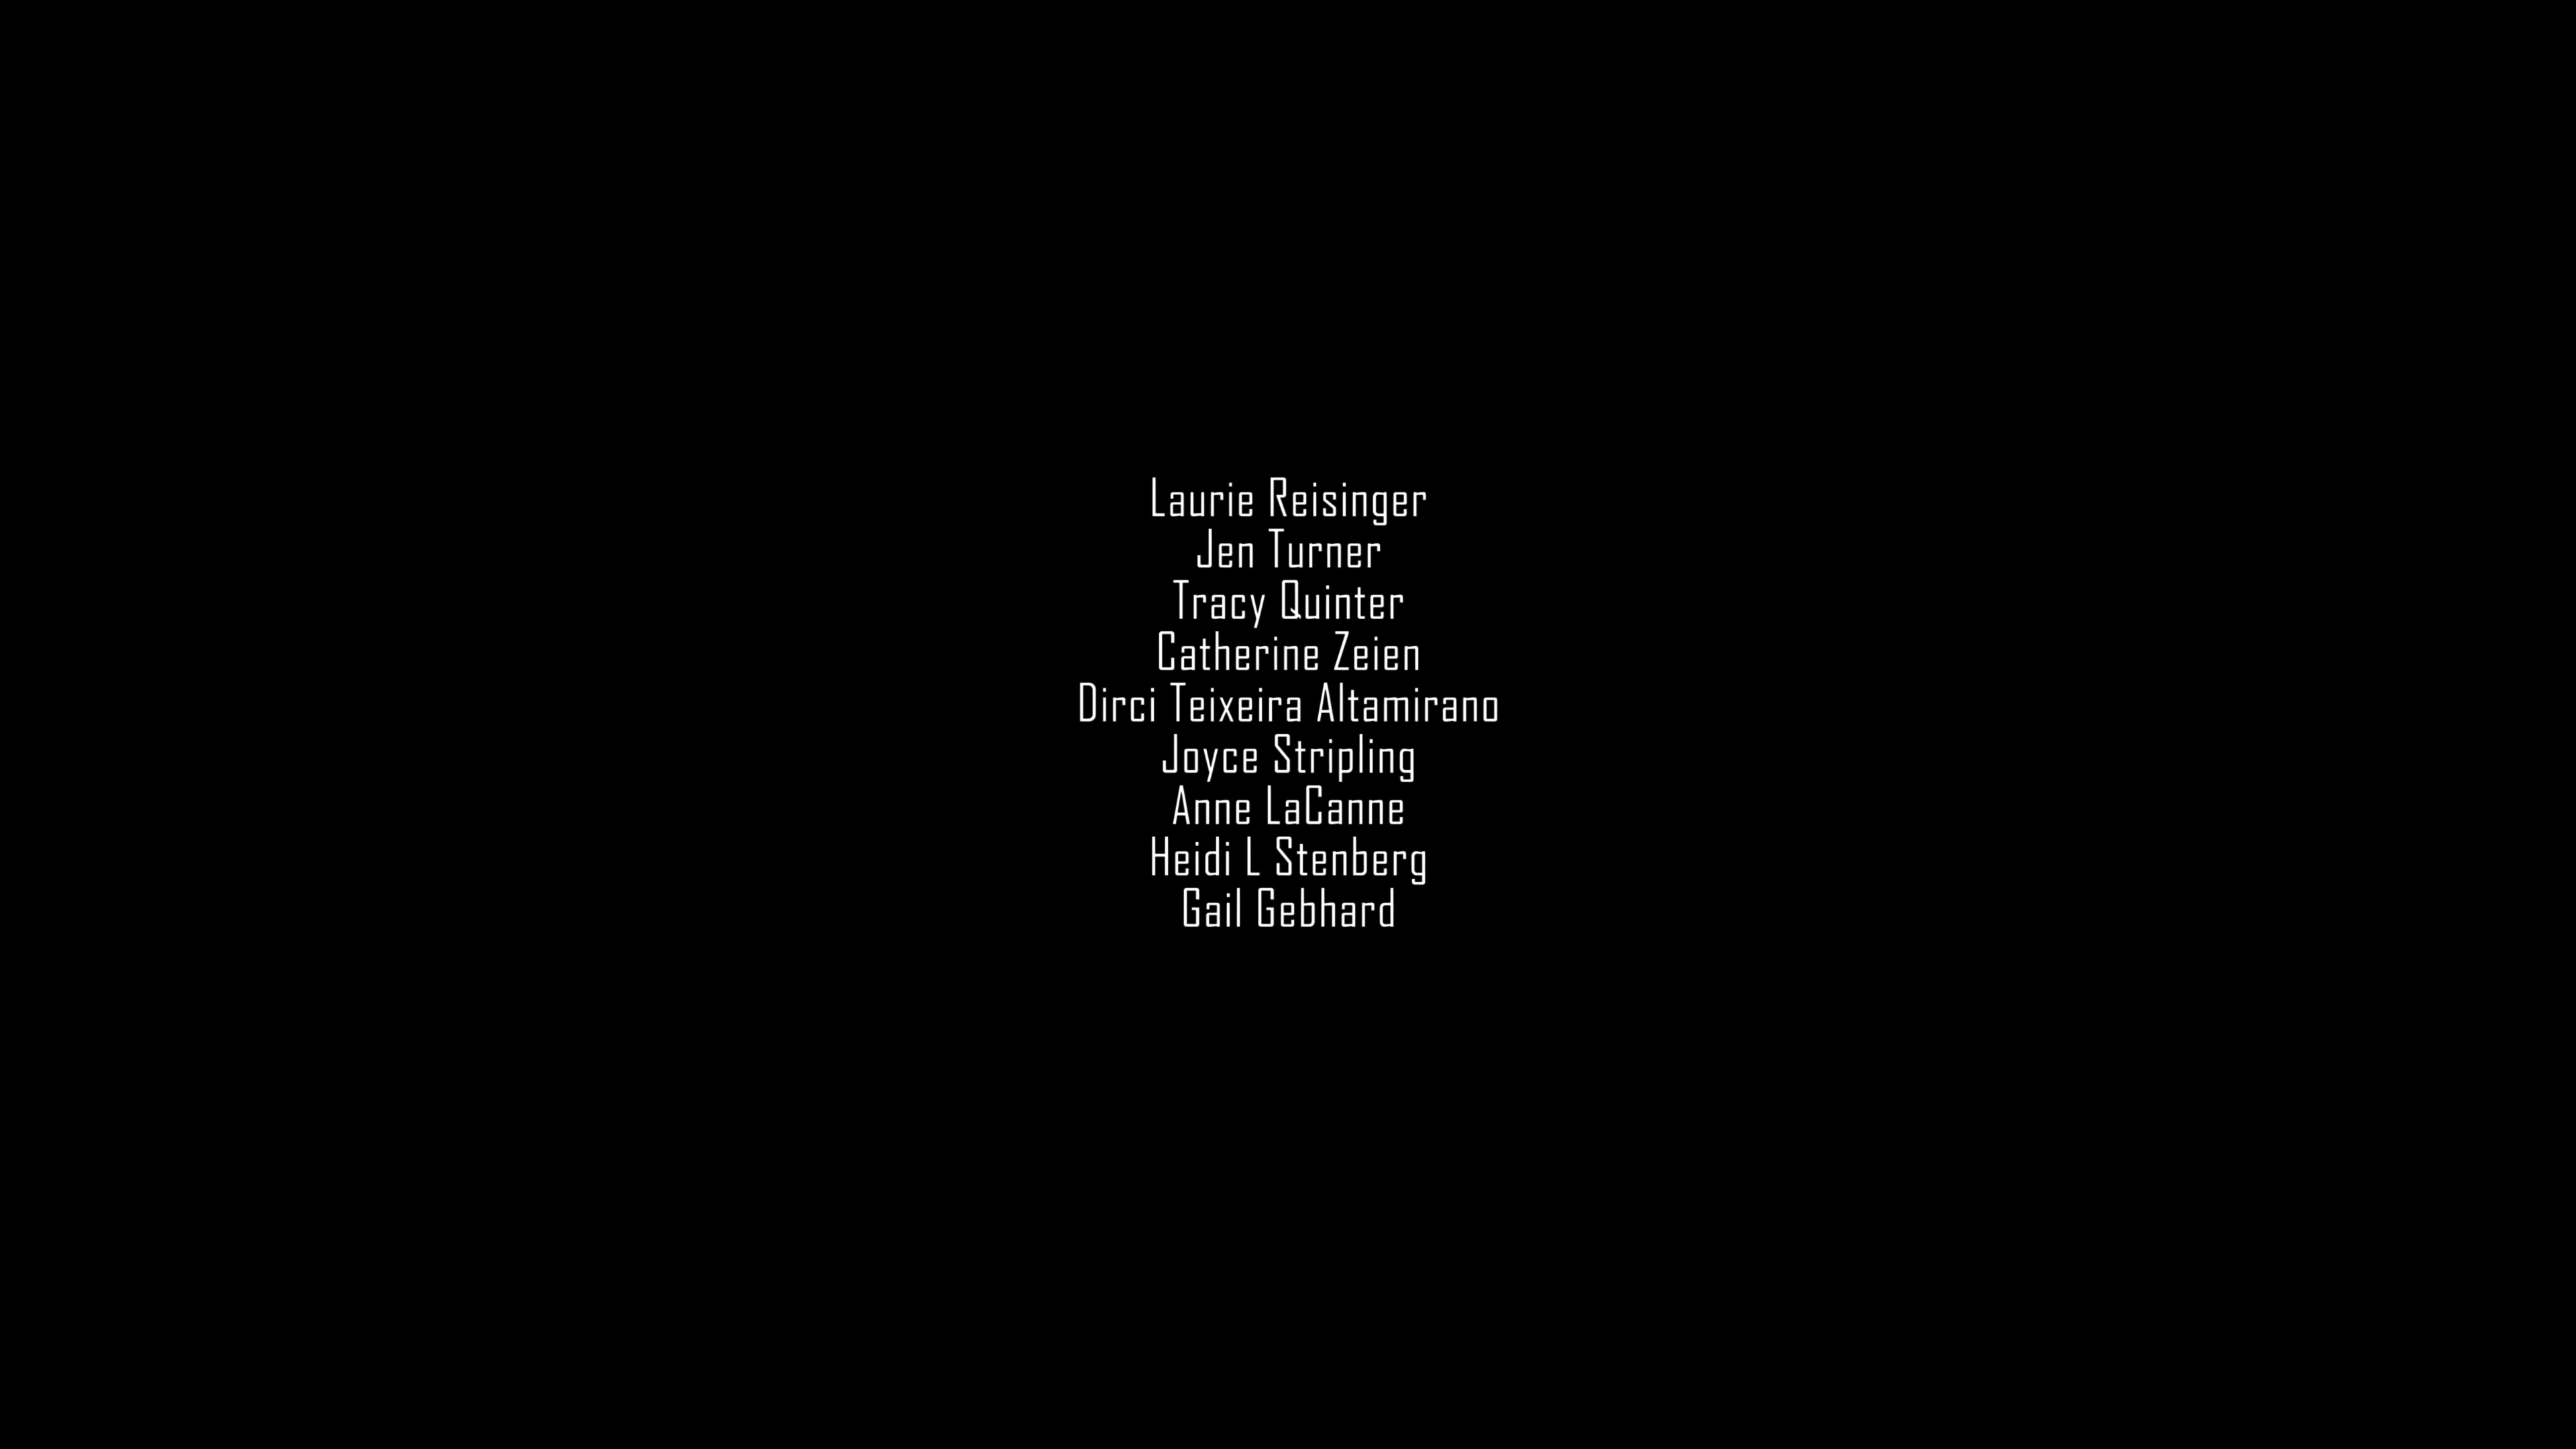 Laurie Reisinger
Jen Turner
Tracy Quinter
Catherine Zeien
Dirci Teixeira Altamirano
Joyce Stripling
Anne LaCanne
Heidi L Stenberg
Gail Gebhard